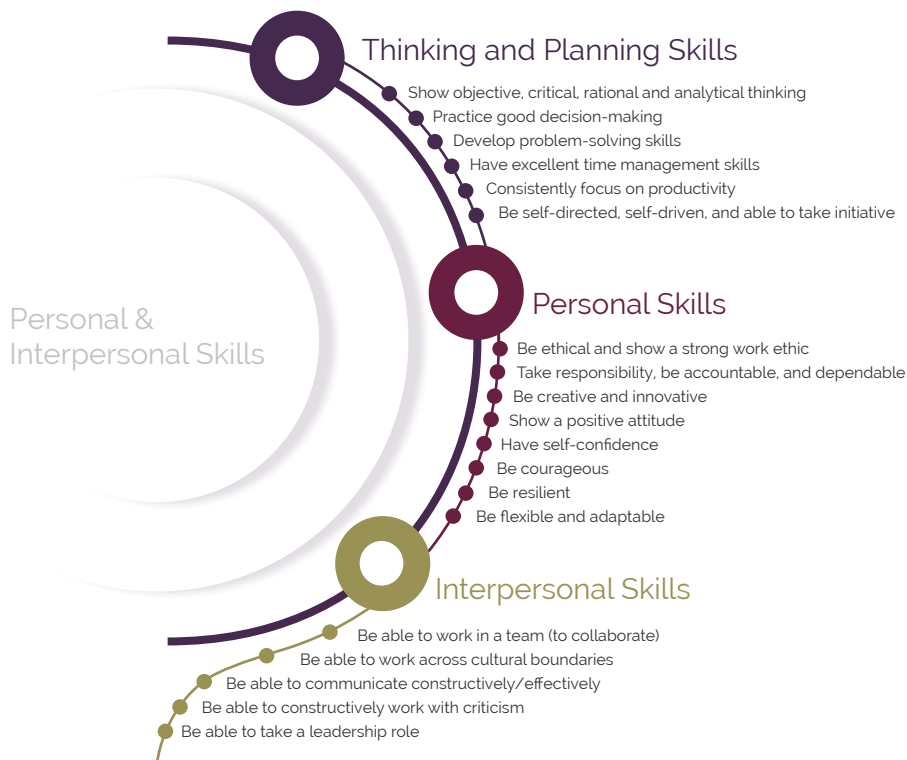 Thinking and Planning Skills
Show objective, critical, rational and analytical thinking
Practice good decision-making
Develop problem-solving skills
Have excellent time management skills
Consistently focus on productivity
Be self-directed, self-driven, and able to take initiative
Personal &
Interpersonal Skills
Personal Skills
Be ethical and show a strong work ethic
Take responsibility, be accountable, and dependable
Be creative and innovative
Show a positive attitude
Have self-confidence
Be courageous
Be resilient
Be flexible and adaptable
Interpersonal Skills
Be able to work in a team (to collaborate)
Be able to work across cultural boundaries
Be able to communicate constructively/effectively
Be able to constructively work with criticism
Be able to take a leadership role